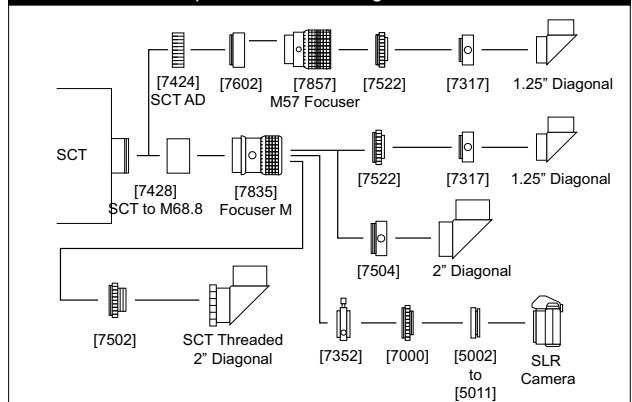 [7424]
SCT AD
[7602]
[7857]
M57 Focuser
[7522]
[7317]
1.25" Diagonal
SCT
[7428]
SCT to M68.8
[7835]
Focuser M
[7522]
[7317]
1.25" Diagonal
[7504]
2" Diagonal
[7502]
SCT Threaded
2" Diagonal
[7352]
[7000]
[5002]
to
[5011]
SLR
Camera